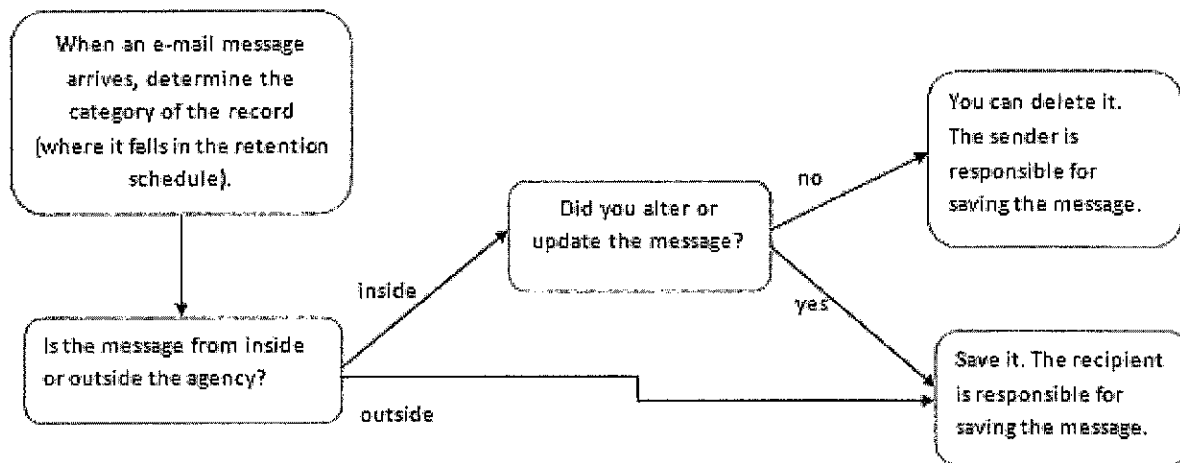 When an e-mail message
arrives, determine the
category of the record
(where it falls in the retention
schedule).
Is the message from inside
or outside the agency?
inside
outside
Did you alter or
update the message?
no
yes
You can delete it.
The sender is
responsible for
saving the message.
Save it. The recipient
is responsible for
saving the message.